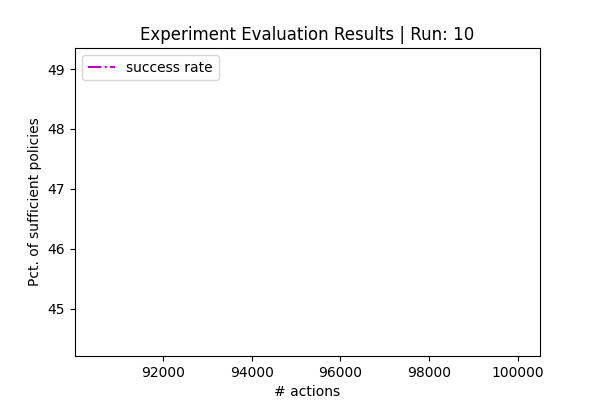 Experiment Evaluation Results | Run: 10
success rate
Pct. of sufficient policies
49
48
47
46
45
92000 94000 96000 98000 100000
# actions